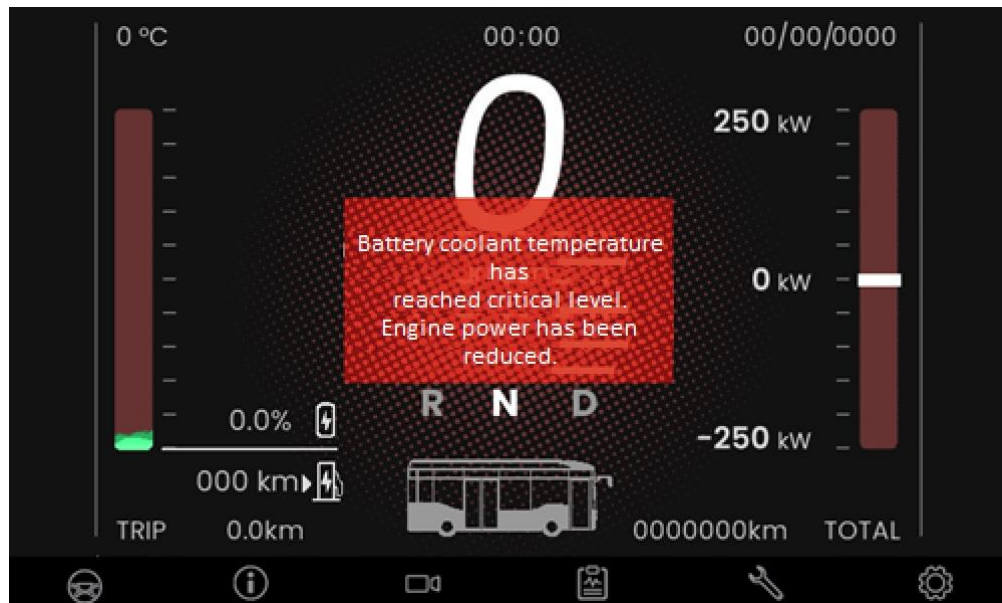 0 °C
00:00
00/00/0000
0
250 kW
Battery coolant temperature
has
reached critical level.
Engine power has been
reduced.
0 kW
R N D
0.0%
-250 kW
000 km
TRIP 0.0km
0000000km TOTAL